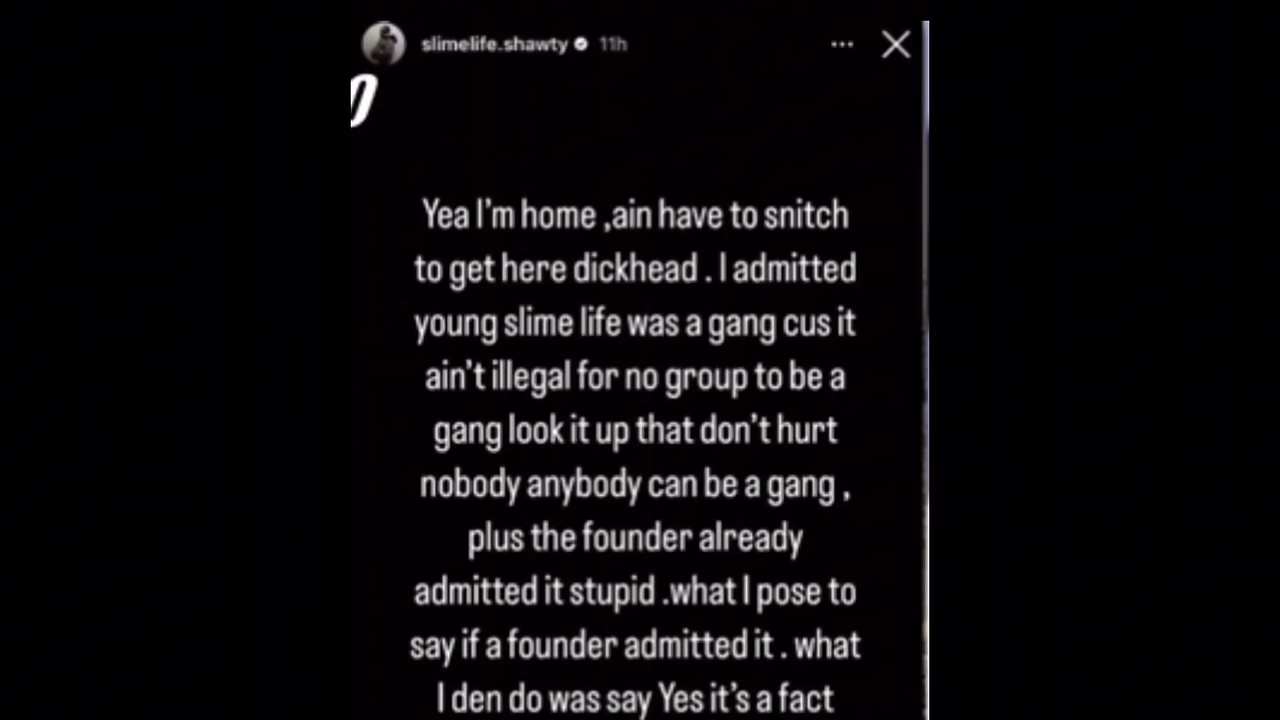 slimelife.shawty 11h
Yea I'm home ,ain have to snitch
to get here dickhead . I admitted
young slime life was a gang cus it
ain't illegal for no group to be a
gang look it up that don't hurt
nobody anybody can be a gang ,
plus the founder already
admitted it stupid .what I pose to
say if a founder admitted it . what
I den do was say Yes it's a fact